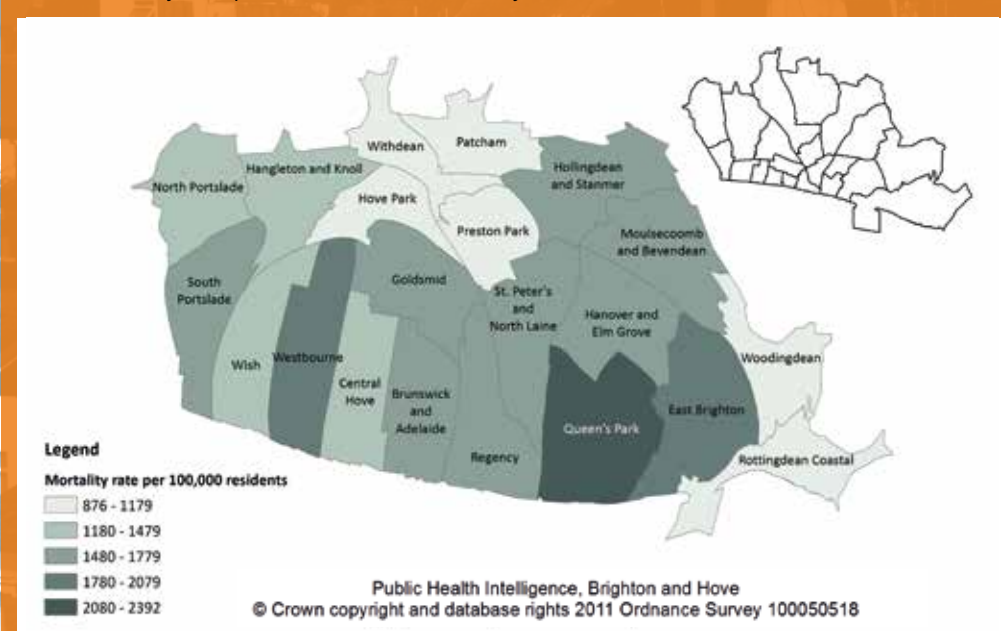 Withdean
Patcham
Hangleton and Knoll
North Portslade
Hollingdean
and Stanmer
Hove Park
Preston Park
Moulsecoomb
and Bevendean
South
Portslade
Goldsmid
St. Peter's
and
North Laine
Hanover and
Elm Grove
Wish
Westbourne
Central
Hove
Brunswick
and
Adelaide
Woodingdean
East Brighton
Queen's Park
Regency
Rottingdean Coastal
Legend
Mortality rate per 100,000 residents
876 - 1179
1180 - 1479
1480 - 1779
1780 - 2079
2080 - 2392
Public Health Intelligence, Brighton and Hove
© Crown copyright and database rights 2011 Ordnance Survey 100050518